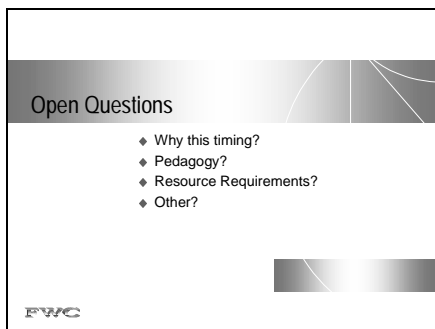 Open Questions
◆ Why this timing?
◆ Pedagogy?
◆ Resource Requirements?
◆ Other?
FWC